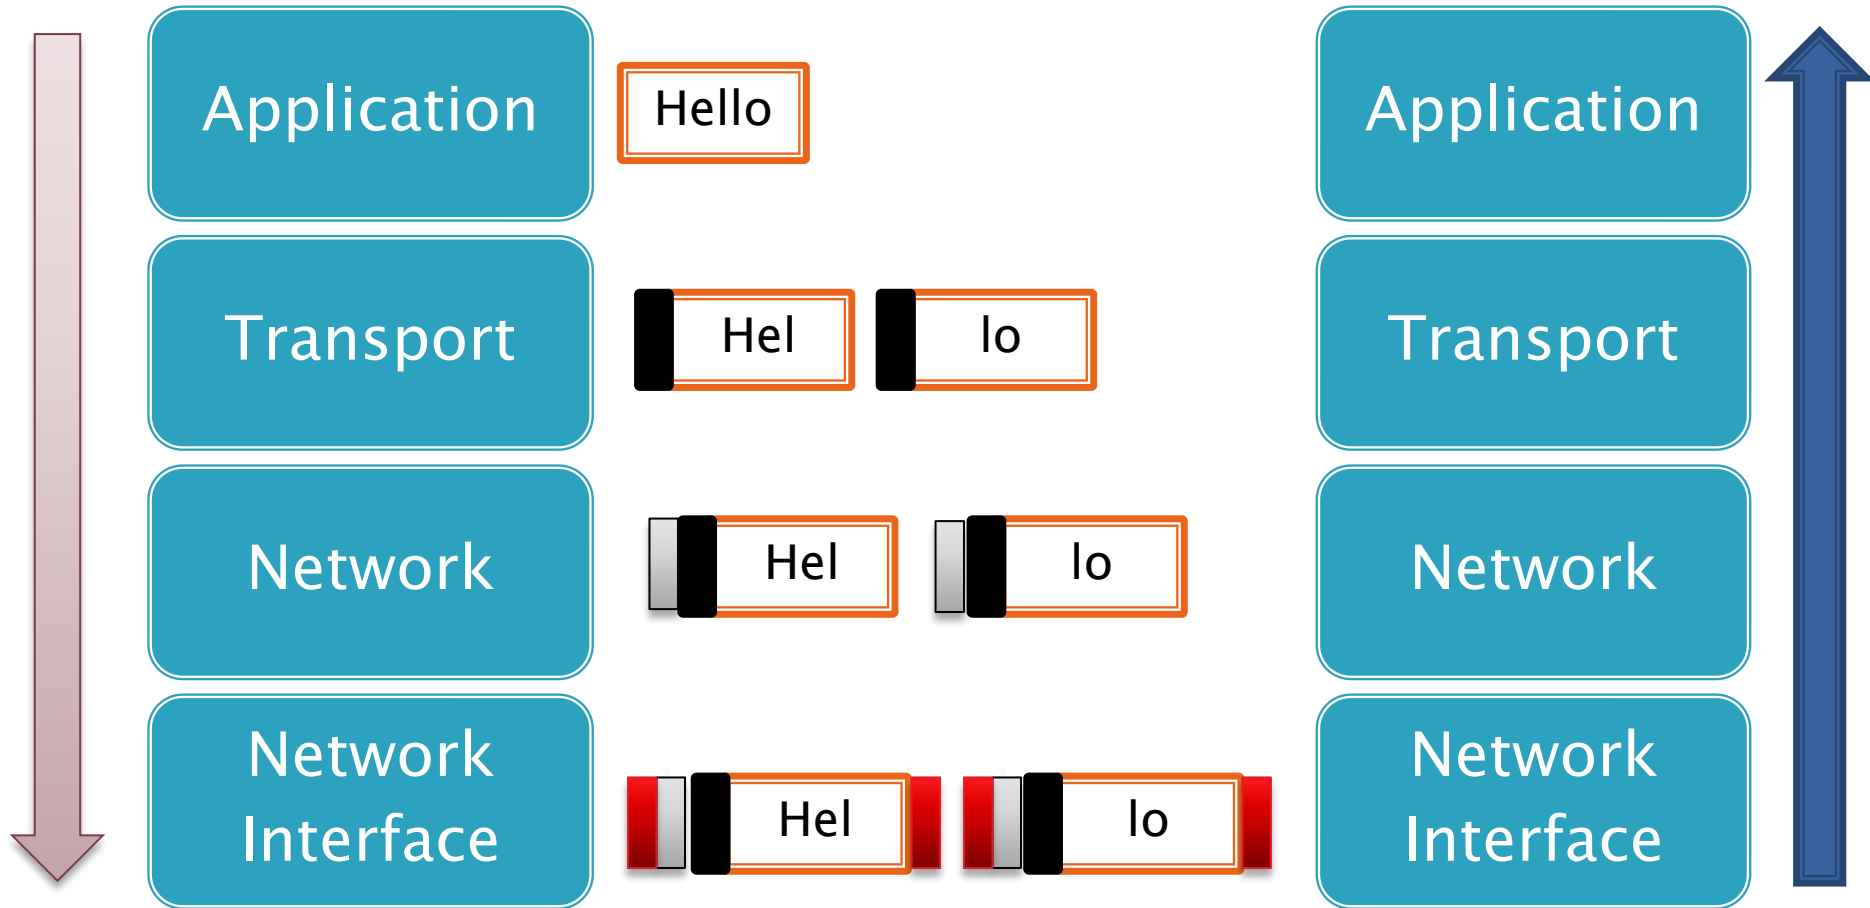 Application
Hello
Application
Transport
Hel
lo
Transport
Network
Hel
lo
Network
Network
Interface
Hel
lo
Network
Interface